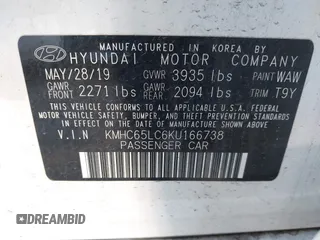 MANUFACTURED IN KOREA BY
HYUNDAI MOTOR COMPANY
MAY/28/19 GVWR 3935 lbs PAINT WAW
GAWR FRONT 2271 lbs GAWR REAR 2094 lbs TRIM T9Y
THIS VEHICLE CONFORMS TO ALL APPLICABLE U.S. FEDERAL
MOTOR VEHICLE SAFETY, BUMPER, AND THEFT PREVENTION
STANDARDS IN EFFECT ON THE DATE OF MANUFACTURE
SHOWN ABOVE.
V.I.N KMHC65LC6KU166738
PASSENGER CAR